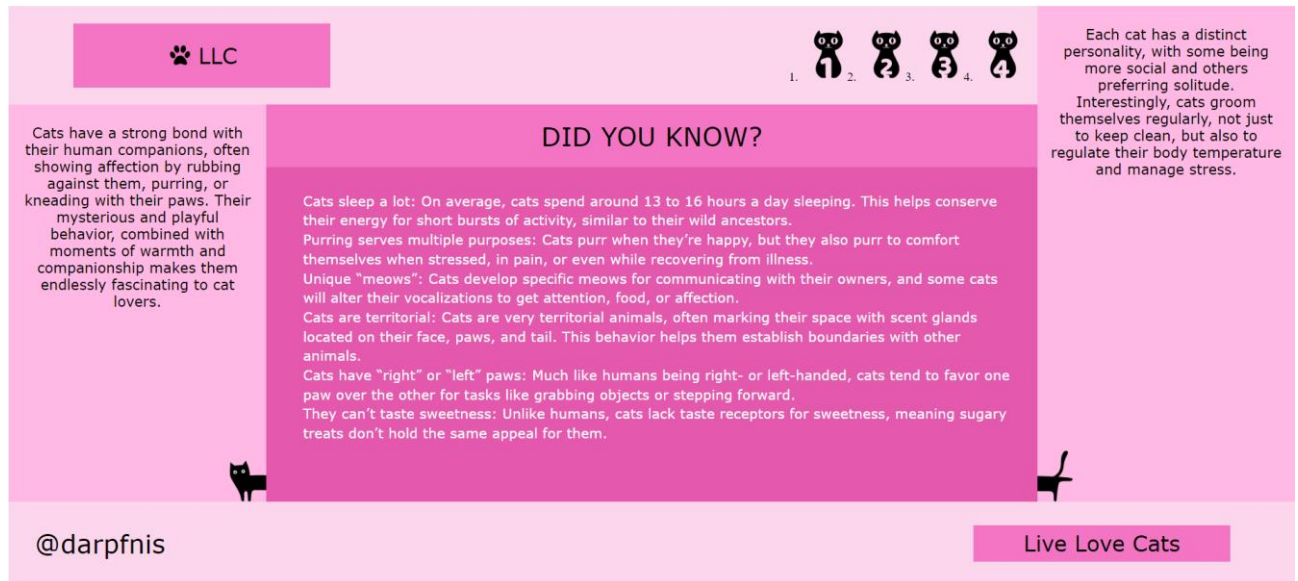 LLC
1. 1 2. 2 3. 3 4. 4
Each cat has a distinct
personality, with some being
more social and others
preferring solitude.
Interestingly, cats groom
themselves regularly, not just
to keep clean, but also to
regulate their body temperature
and manage stress.
Cats have a strong bond with
their human companions, often
showing affection by rubbing
against them, purring, or
kneading with their paws. Their
mysterious and playful
behavior, combined with
moments of warmth and
companionship makes them
endlessly fascinating to cat
lovers.
DID YOU KNOW?
Cats sleep a lot: On average, cats spend around 13 to 16 hours a day sleeping. This helps conserve
their energy for short bursts of activity, similar to their wild ancestors.
Purring serves multiple purposes: Cats purr when they’re happy, but they also purr to comfort
themselves when stressed, in pain, or even while recovering from illness.
Unique “meows”: Cats develop specific meows for communicating with their owners, and some cats
will alter their vocalizations to get attention, food, or affection.
Cats are territorial: Cats are very territorial animals, often marking their space with scent glands
located on their face, paws, and tail. This behavior helps them establish boundaries with other
animals.
Cats have “right” or “left” paws: Much like humans being right- or left-handed, cats tend to favor one
paw over the other for tasks like grabbing objects or stepping forward.
They can’t taste sweetness: Unlike humans, cats lack taste receptors for sweetness, meaning sugary
treats don’t hold the same appeal for them.
@darpfnis
Live Love Cats